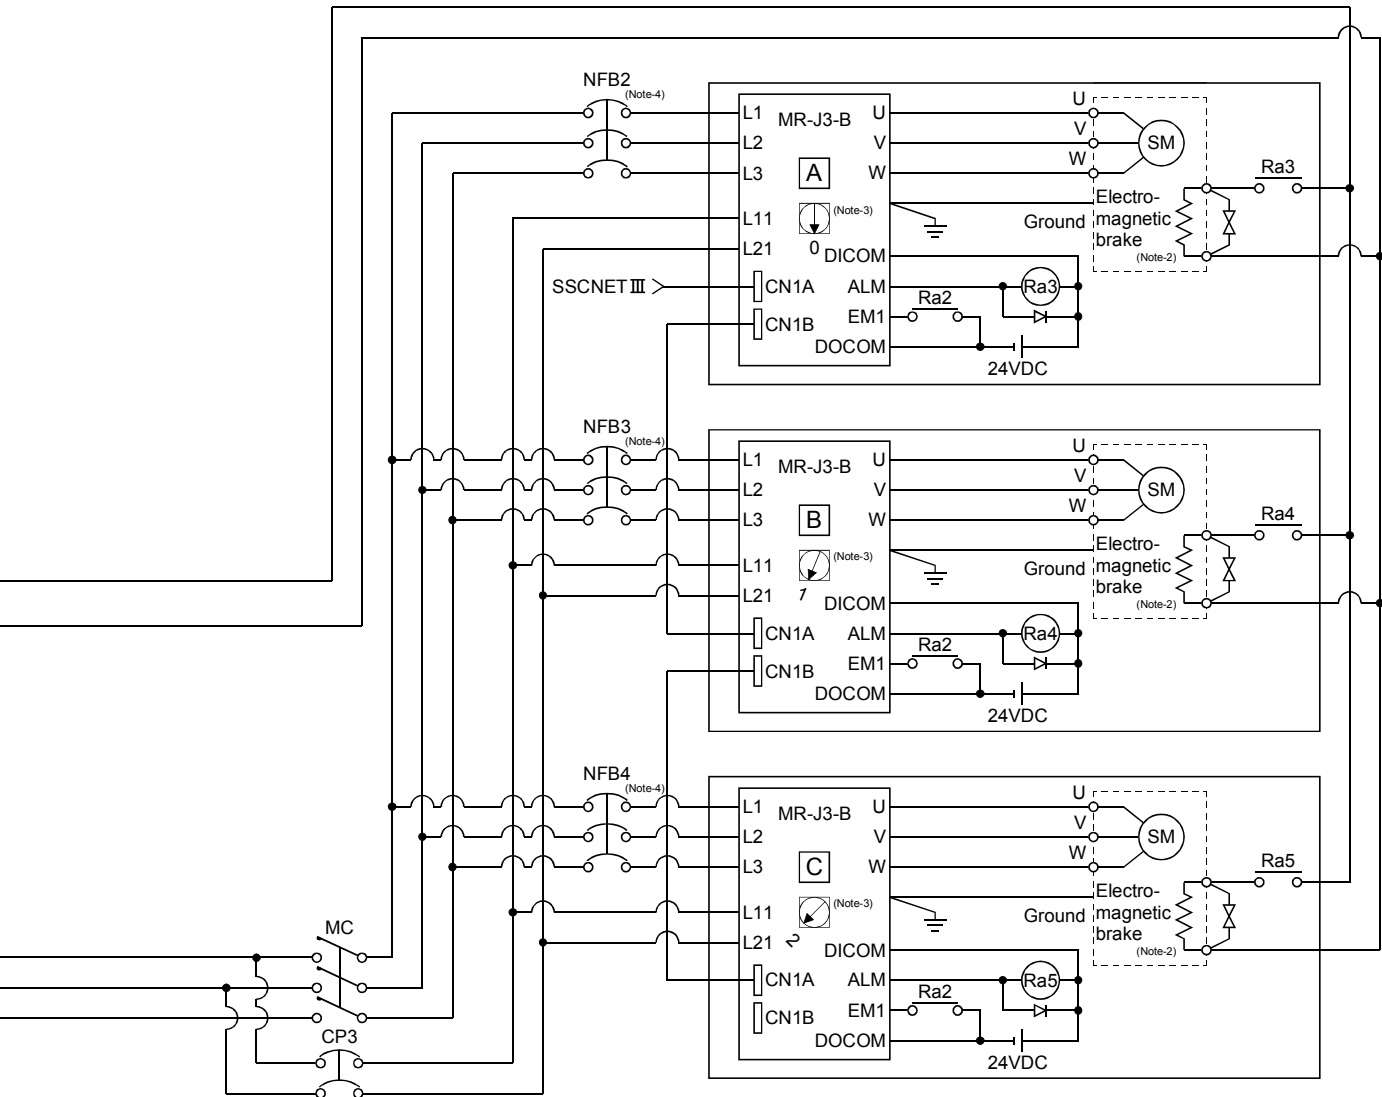 NFB2
(Note-4)
L1 MR-J3-B U U
L2 V V SM
L3 A W W
Ra3
L11 (Note-3) Ground Electro-
magnetic
brake
(Note-2)
L21 0 DICOM
SSCNETⅢ CN1A ALM Ra3
CN1B EM1 Ra2
DOCOM
24VDC
NFB3
(Note-4)
L1 MR-J3-B U U
L2 V V SM
L3 B W W
Ra4
L11 (Note-3) Ground Electro-
magnetic
brake
(Note-2)
L21 1 DICOM
CN1A ALM Ra4
CN1B EM1 Ra2
DOCOM
24VDC
NFB4
(Note-4)
L1 MR-J3-B U U
L2 V V SM
L3 C W W
Ra5
L11 (Note-3) Ground Electro-
magnetic
brake
(Note-2)
MC
L21 2 DICOM
CN1A ALM Ra5
CN1B EM1 Ra2
CP3
DOCOM
24VDC